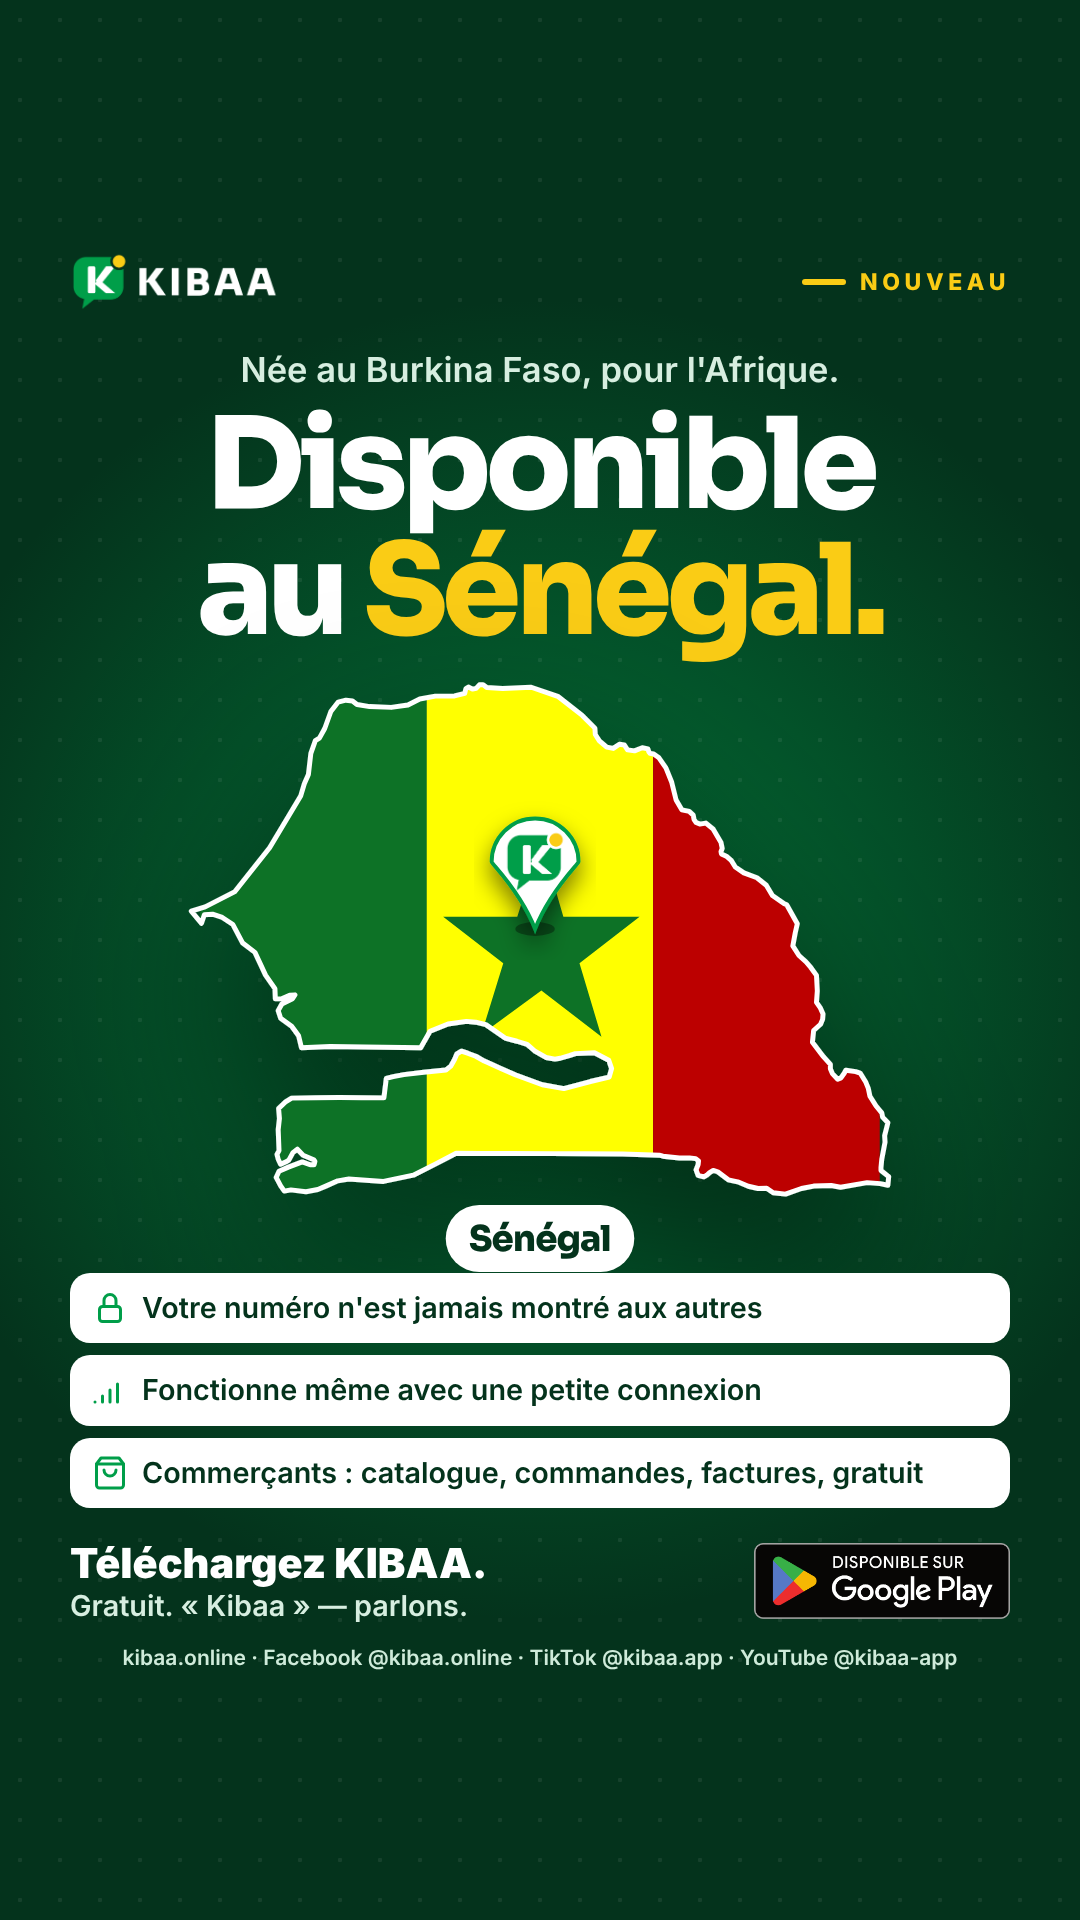 KIBAA
NOUVEAU
Née au Burkina Faso, pour l'Afrique.
Disponible
au Sénégal.
Sénégal
Votre numéro n'est jamais montré aux autres
Fonctionne même avec une petite connexion
Commerçants : catalogue, commandes, factures, gratuit
Téléchargez KIBAA.
Gratuit. « Kibaa » — parlons.
DISPONIBLE SUR
Google Play
kibaa.online · Facebook @kibaa.online · TikTok @kibaa.app · YouTube @kibaa-app